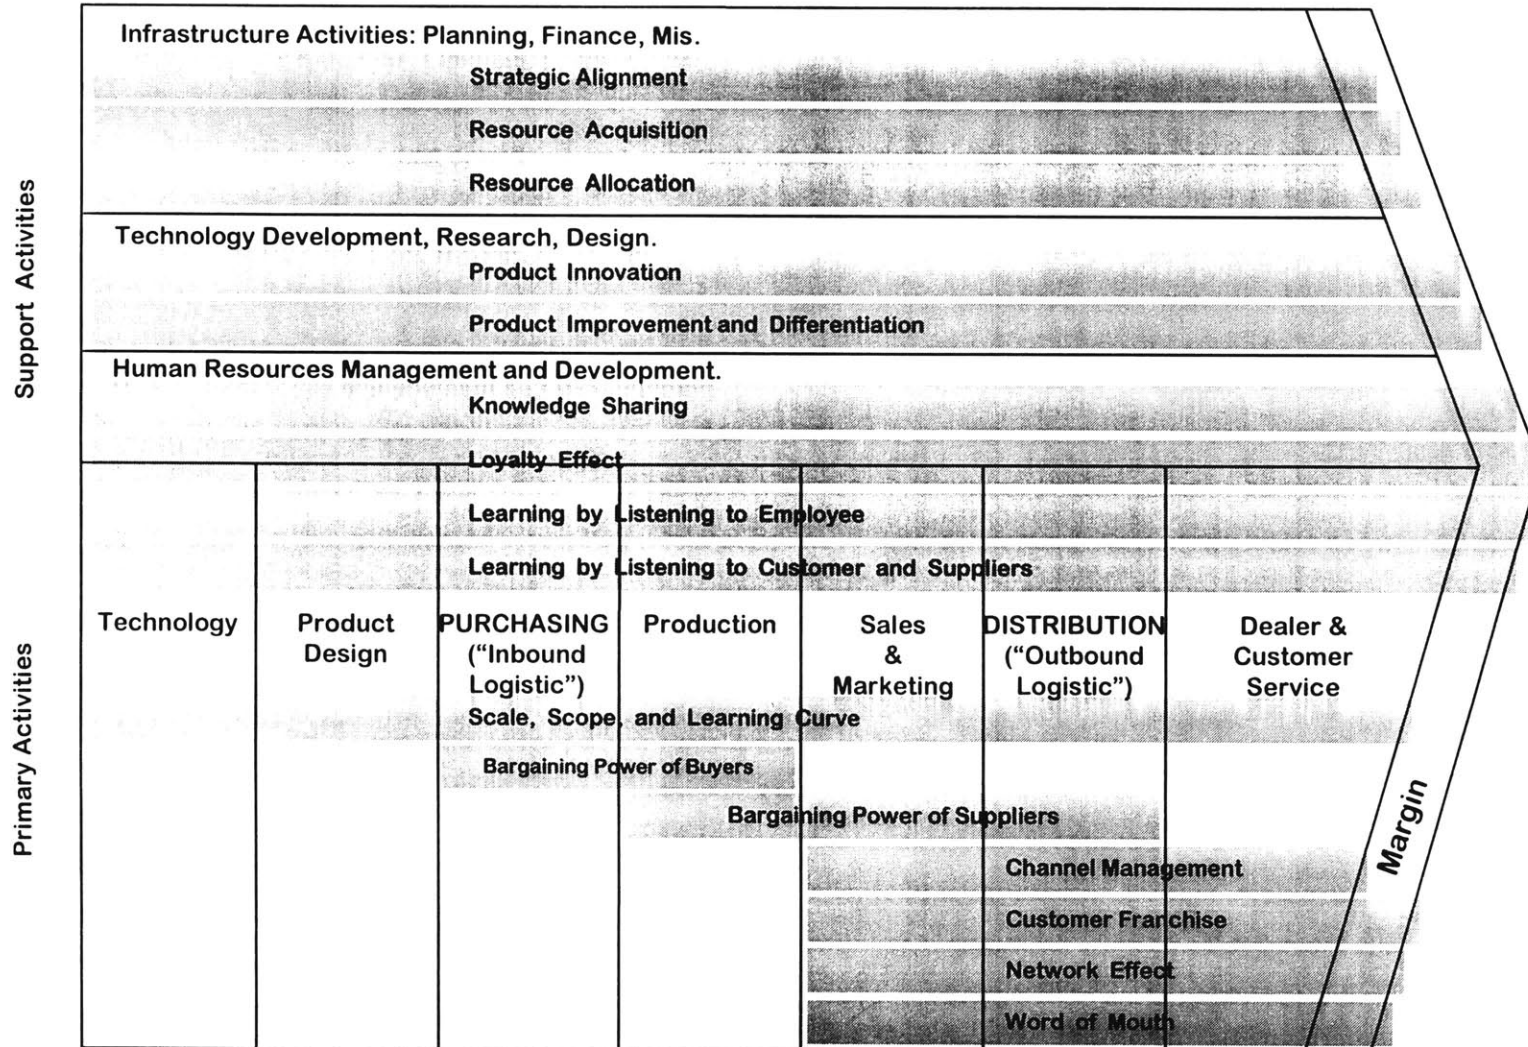 Infrastructure Activities: Planning, Finance, Mis.
Strategic Alignment
Resource Acquisition
Resource Allocation
Support Activities
Technology Development, Research, Design.
Product Innovation
Product Improvement and Differentiation
Human Resources Management and Development.
Knowledge Sharing
Loyalty Effect
Learning by Listening to Employee
Learning by Listening to Customer and Suppliers
Primary Activities
Technology
Product
Design
PURCHASING
(“Inbound
Logistic”)
Production
Sales
&
Marketing
DISTRIBUTION
(“Outbound
Logistic”)
Dealer &
Customer
Service
Scale, Scope, and Learning Curve
Bargaining Power of Buyers
Bargaining Power of Suppliers
Channel Management
Customer Franchise
Network Effect
Word of Mouth
Margin